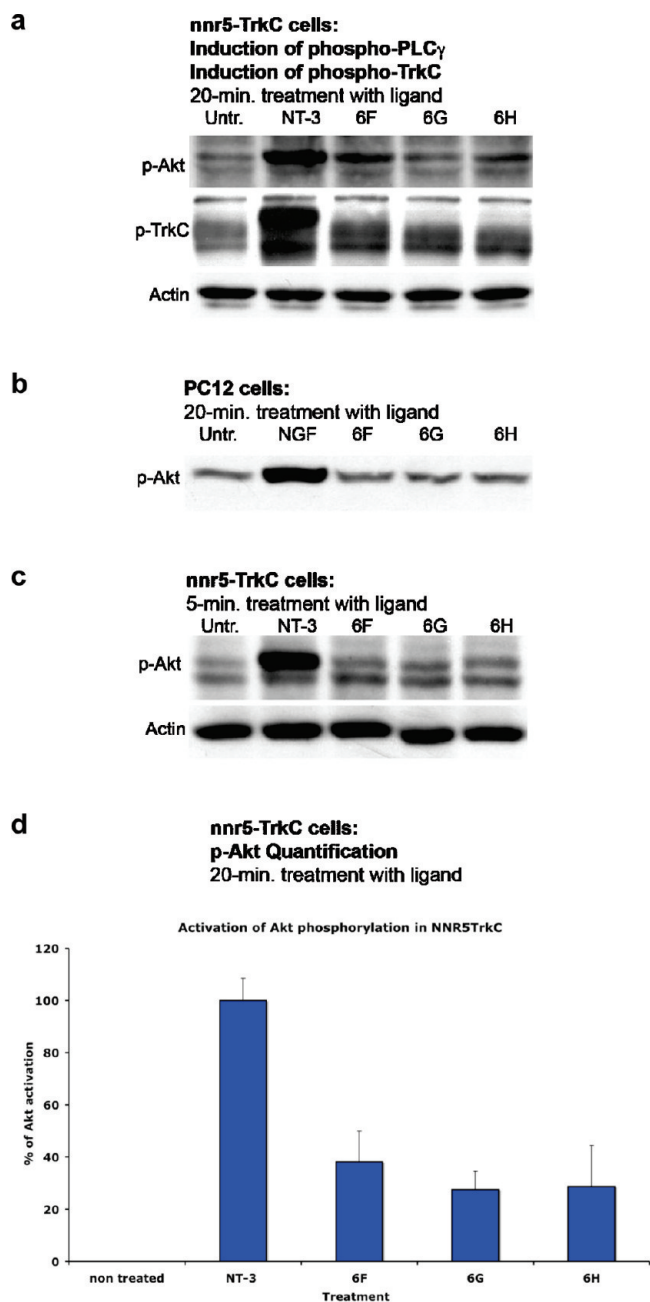 a
nnr5-TrkC cells:
Induction of phospho-PLCγ
Induction of phospho-TrkC
20-min. treatment with ligand
Untr. NT-3 6F 6G 6H
p-Akt
p-TrkC
Actin
b
PC12 cells:
20-min. treatment with ligand
Untr. NGF 6F 6G 6H
p-Akt
c
nnr5-TrkC cells:
5-min. treatment with ligand
Untr. NT-3 6F 6G 6H
p-Akt
Actin
d
nnr5-TrkC cells:
p-Akt Quantification
20-min. treatment with ligand
Activation of Akt phosphorylation in NNR5TrkC
% of Akt activation
120
100
80
60
40
20
0
non treated NT-3 6F 6G 6H
Treatment